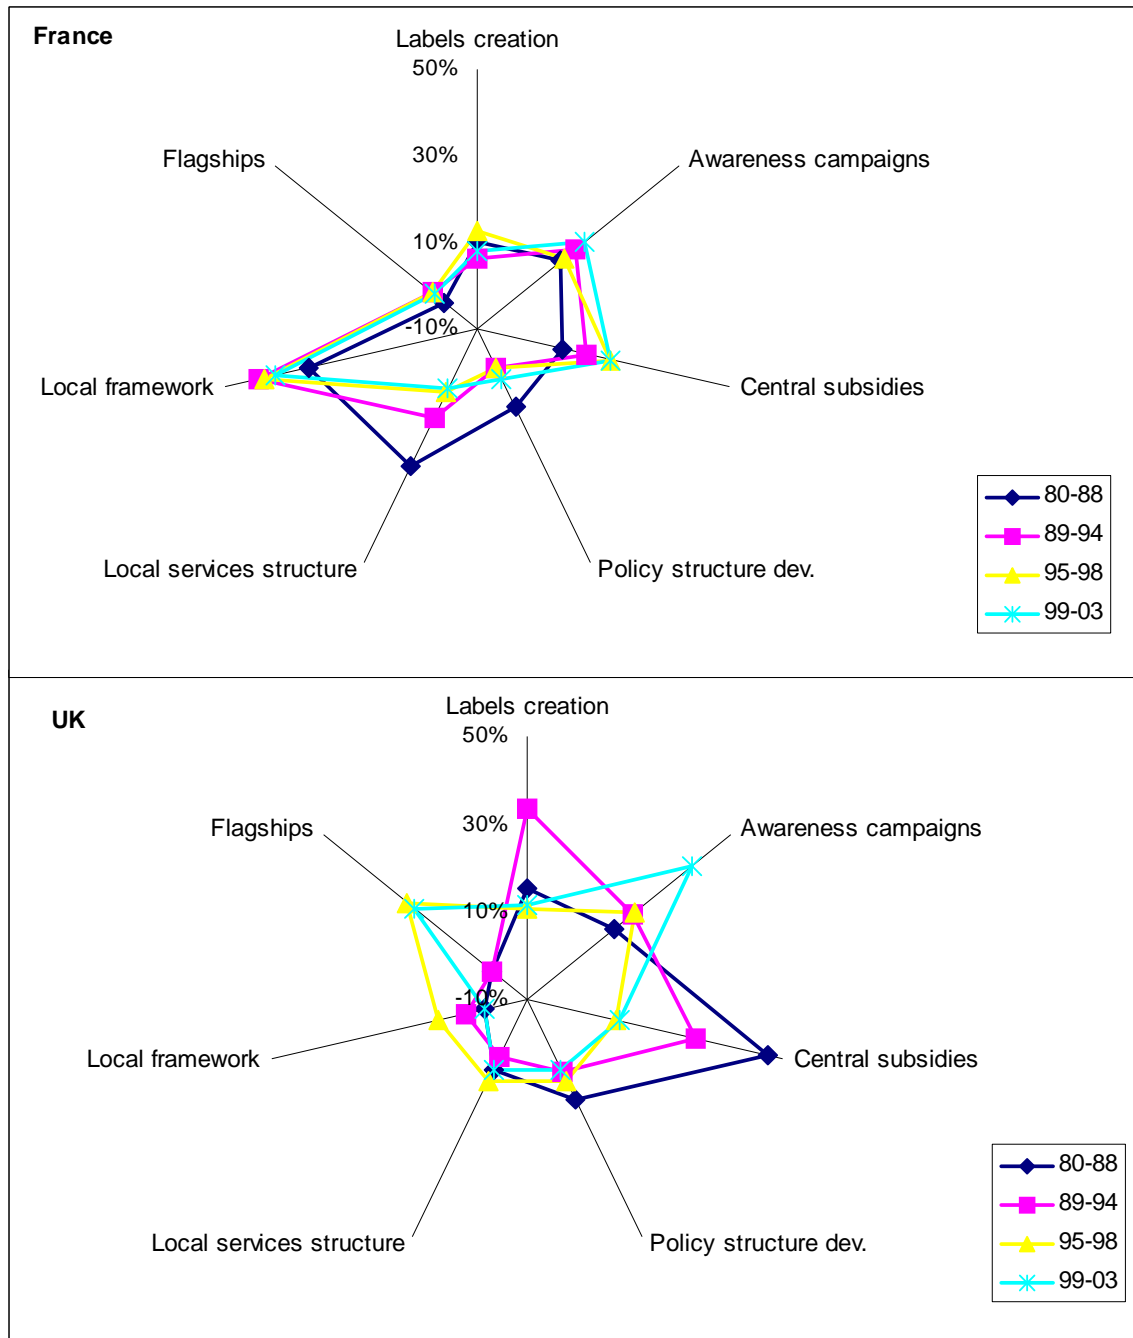 France
Labels creation
50%
Flagships
Awareness campaigns
30%
10%
-10%
Local framework
Central subsidies
Local services structure
Policy structure dev.
80-88
89-94
95-98
99-03
UK
Labels creation
50%
Flagships
Awareness campaigns
30%
10%
-10%
Local framework
Central subsidies
Local services structure
Policy structure dev.
80-88
89-94
95-98
99-03